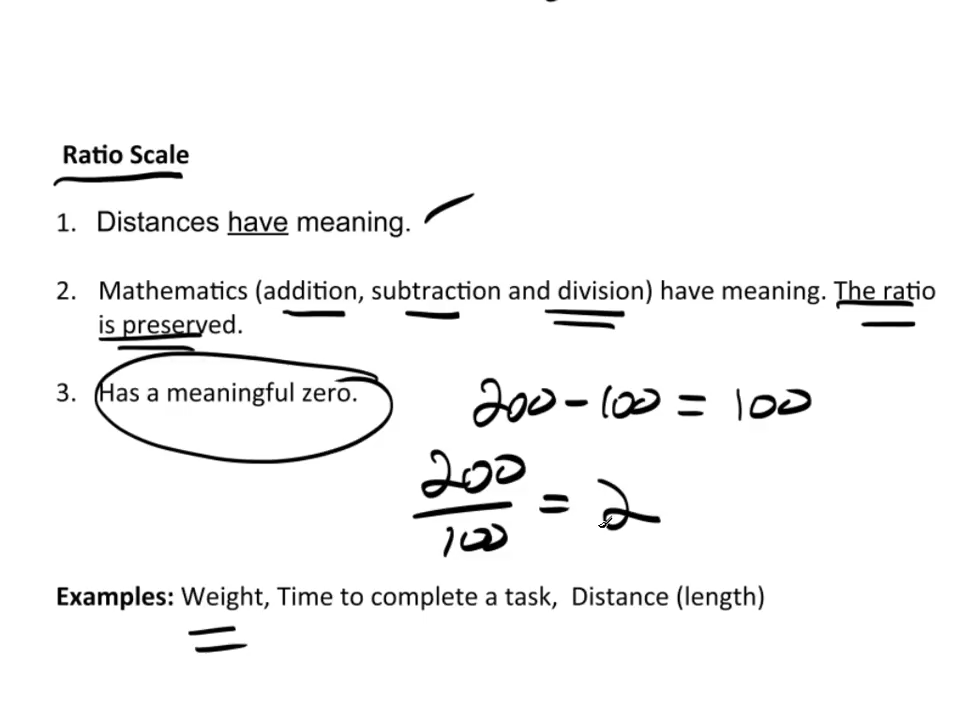 Ratio Scale
1. Distances have meaning.
2. Mathematics (addition, subtraction and division) have meaning. The ratio
is preserved.
3. Has a meaningful zero.
200 - 100 = 100
200
100
= 2
Examples: Weight, Time to complete a task, Distance (length)